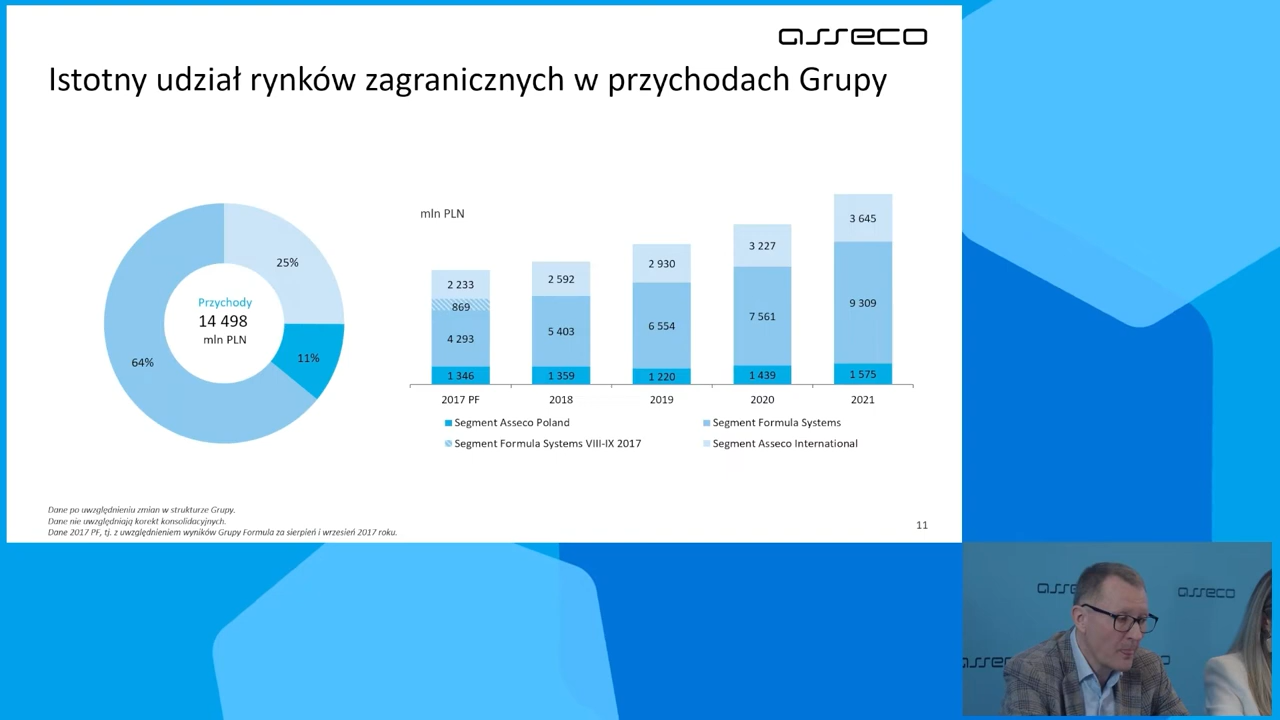 asseco
Istotny udział rynków zagranicznych w przychodach Grupy
25%
Przychody
14 498
mln PLN
11%
64%
mln PLN
2 233
869
4 293
1 346
2 592
5 403
1 359
2 930
6 554
1 220
3 227
7 561
1 439
3 645
9 309
1 575
2017 PF
2018
2019
2020
2021
Segment Asseco Poland
Segment Formula Systems
Segment Formula Systems VIII-IX 2017
Segment Asseco International
Dane po uwzględnieniu zmian w strukturze Grupy.
Dane nie uwzględniają korekt konsolidacyjnych.
Dane 2017 PF, tj. z uwzględnieniem wyników Grupy Formula za sierpień i wrzesień 2017 roku.
11
asse
asseco
asseco